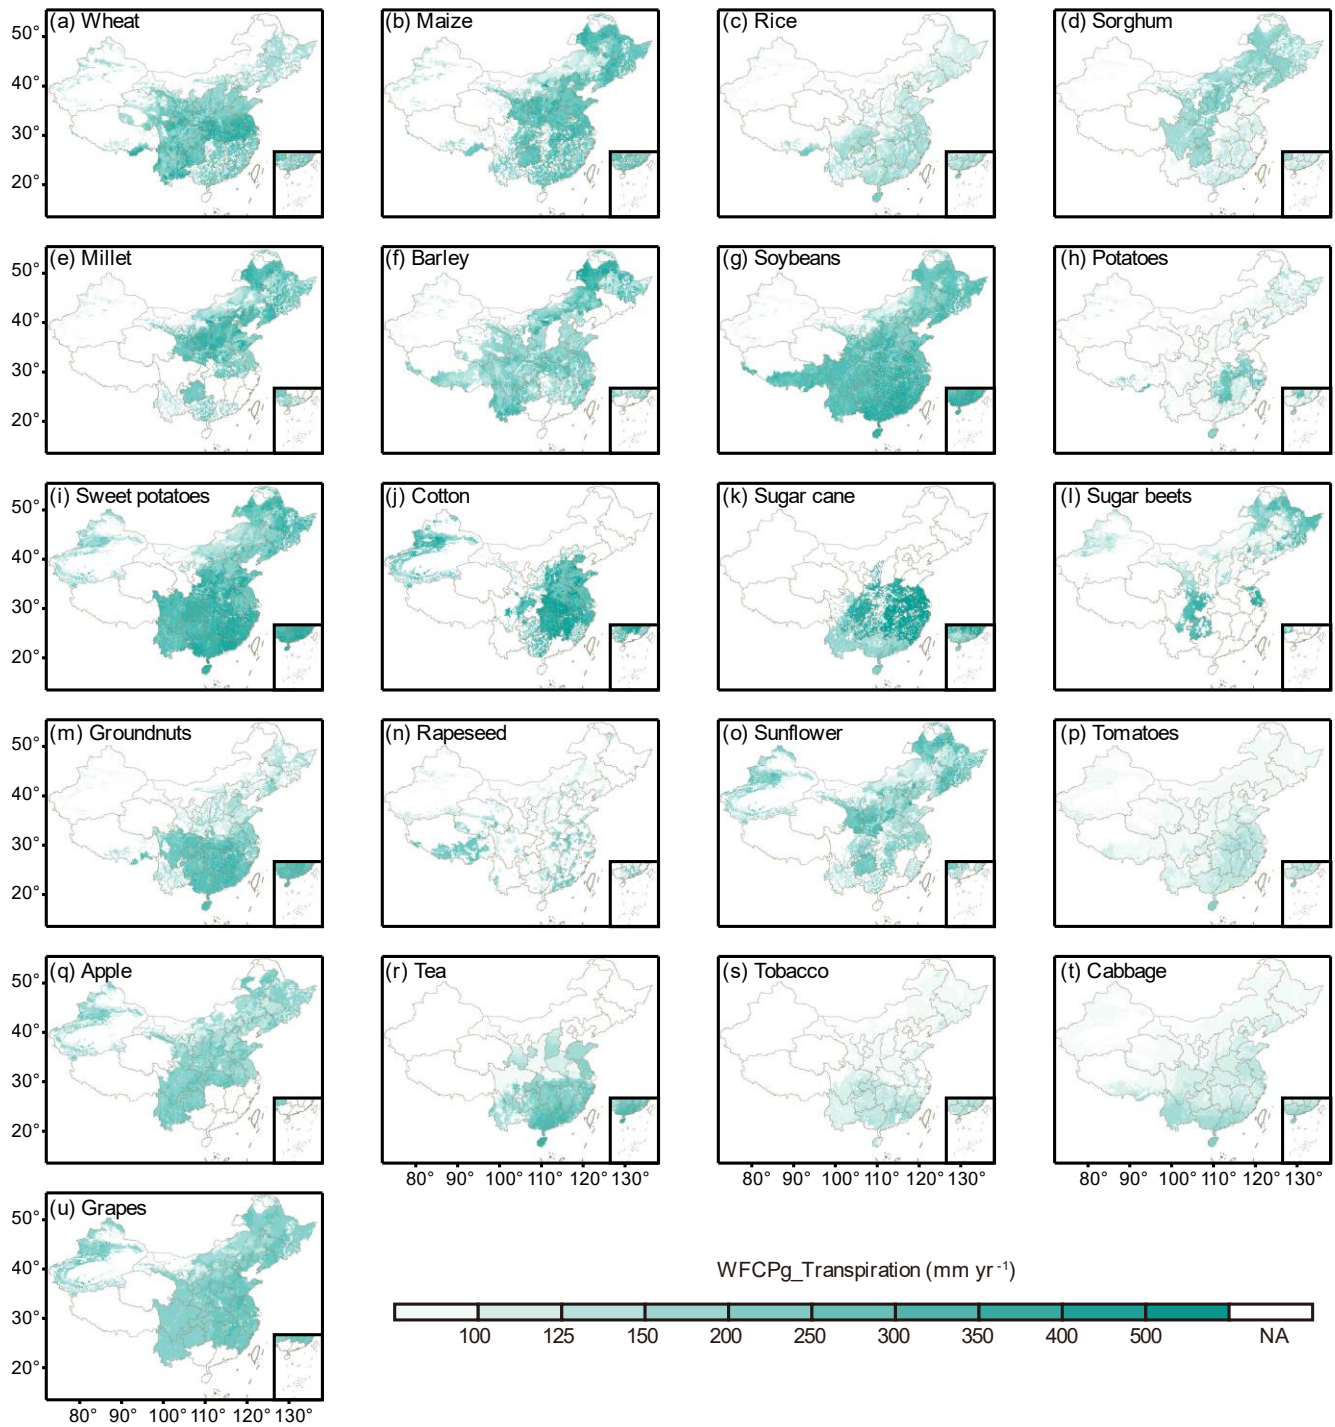 (a) Wheat
(b) Maize
(c) Rice
(d) Sorghum
50°
40°
30°
20°
(e) Millet
(f) Barley
(g) Soybeans
(h) Potatoes
50°
40°
30°
20°
(i) Sweet potatoes
(j) Cotton
(k) Sugar cane
(l) Sugar beets
50°
40°
30°
20°
(m) Groundnuts
(n) Rapeseed
(o) Sunflower
(p) Tomatoes
50°
40°
30°
20°
(q) Apple
(r) Tea
(s) Tobacco
(t) Cabbage
50°
40°
30°
20°
80° 90° 100° 110° 120° 130°
80° 90° 100° 110° 120° 130°
80° 90° 100° 110° 120° 130°
(u) Grapes
50°
40°
30°
20°
80° 90° 100° 110° 120° 130°
WFCPg_Transpiration (mm yr⁻¹)
100 125 150 200 250 300 350 400 500 NA